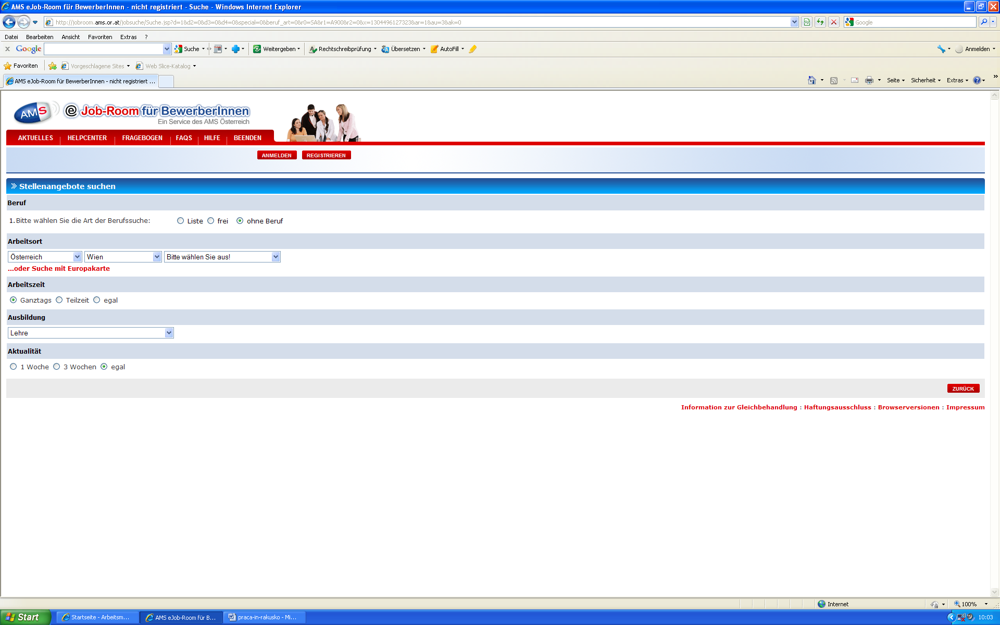 AMS eJob-Room für BewerberInnen - nicht registriert - Suche - Windows Internet Explorer
http://jobroom.ams.or.at/jobsuche/Suche.jsp?d=1&d2=0&d3=0&d4=0&special=0&beruf_art=0&r0=SA&r1=A900&r2=0&x=1304496127323&ar=1&au=3&ak=0
Google
Datei Bearbeiten Ansicht Favoriten Extras ?
x Google Suche Weitergeben Rechtschreibprüfung Übersetzen AutoFill Anmelden
Favoriten Vorgeschlagene Sites Web Slice-Katalog
AMS eJob-Room für BewerberInnen - nicht registriert ... Seite Sicherheit Extras »
AMS @ Job-Room für BewerberInnen
Ein Service des AMS Österreich
AKTUELLES HELPCENTER FRAGEBOGEN FAQS HILFE BEENDEN
ANMELDEN REGISTRIEREN
Stellenangebote suchen
Beruf
1. Bitte wählen Sie die Art der Berufssuche: Liste frei ohne Beruf
Arbeitsort
Österreich Wien Bitte wählen Sie aus!
...oder Suche mit Europakarte
Arbeitszeit
Ganztags Teilzeit egal
Ausbildung
Lehre
Aktualität
1 Woche 3 Wochen egal
ZURÜCK
Information zur Gleichbehandlung : Haftungsausschluss : Browserversionen : Impressum
Internet 100%
Start Startseite - Arbeitsm... AMS eJob-Room für B... praca-in-rakusko - Mi... 10:03